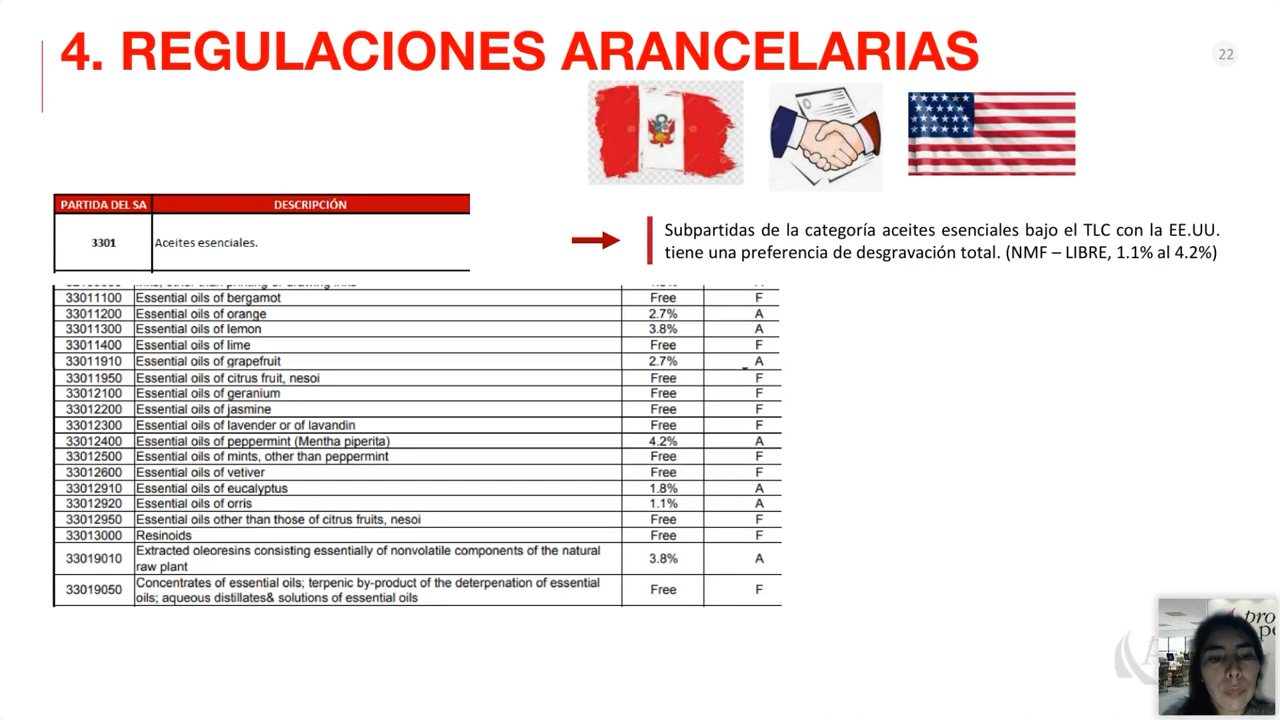 4. REGULACIONES ARANCELARIAS
22
PARTIDA DEL SA DESCRIPCIÓN
3301 Aceites esenciales.
Subpartidas de la categoría aceites esenciales bajo el TLC con la EE.UU.
tiene una preferencia de desgravación total. (NMF – LIBRE, 1.1% al 4.2%)
33011100 Essential oils of bergamot Free F
33011200 Essential oils of orange 2.7% A
33011300 Essential oils of lemon 3.8% A
33011400 Essential oils of lime Free F
33011910 Essential oils of grapefruit 2.7% A
33011950 Essential oils of citrus fruit, nesoi Free F
33012100 Essential oils of geranium Free F
33012200 Essential oils of jasmine Free F
33012300 Essential oils of lavender or of lavandin Free F
33012400 Essential oils of peppermint (Mentha piperita) 4.2% A
33012500 Essential oils of mints, other than peppermint Free F
33012600 Essential oils of vetiver Free F
33012910 Essential oils of eucalyptus 1.8% A
33012920 Essential oils of orris 1.1% A
33012950 Essential oils other than those of citrus fruits, nesoi Free F
33013000 Resinoids Free F
33019010 Extracted oleoresins consisting essentially of nonvolatile components of the natural
raw plant 3.8% A
33019050 Concentrates of essential oils; terpenic by-product of the deterpenation of essential
oils; aqueous distillates& solutions of essential oils Free F